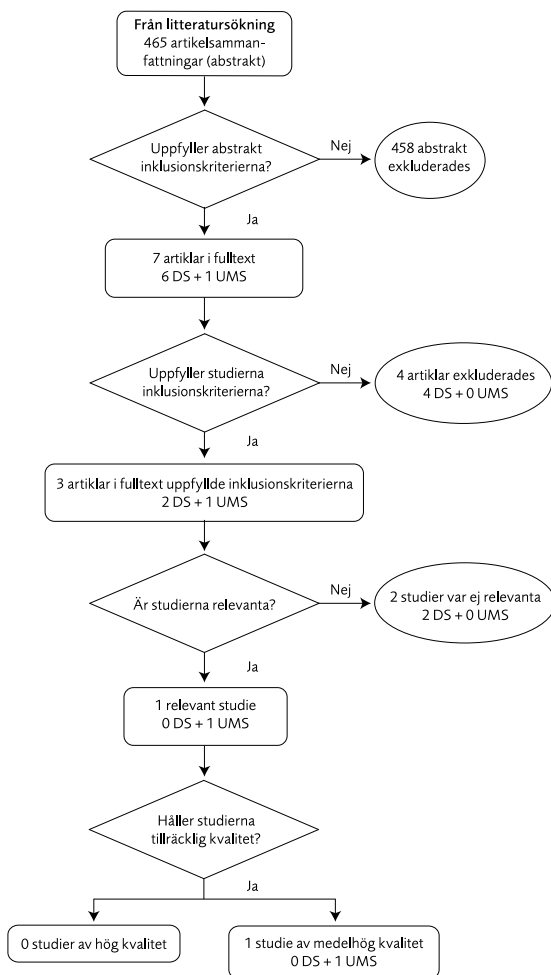 Från litteratursökning
465 artikelsamman-
fattningar (abstrakt)
Uppfyller abstrakt
inklusionskriterierna?
Nej
458 abstrakt
exkluderades
Ja
7 artiklar i fulltext
6 DS + 1 UMS
Uppfyller studierna
inklusionskriterierna?
Nej
4 artiklar exkluderades
4 DS + 0 UMS
Ja
3 artiklar i fulltext uppfyllde inklusionskriterierna
2 DS + 1 UMS
Är studierna relevanta?
Nej
2 studier var ej relevanta
2 DS + 0 UMS
Ja
1 relevant studie
0 DS + 1 UMS
Håller studierna
tillräcklig kvalitet?
Ja
0 studier av hög kvalitet
1 studie av medelhög kvalitet
0 DS + 1 UMS